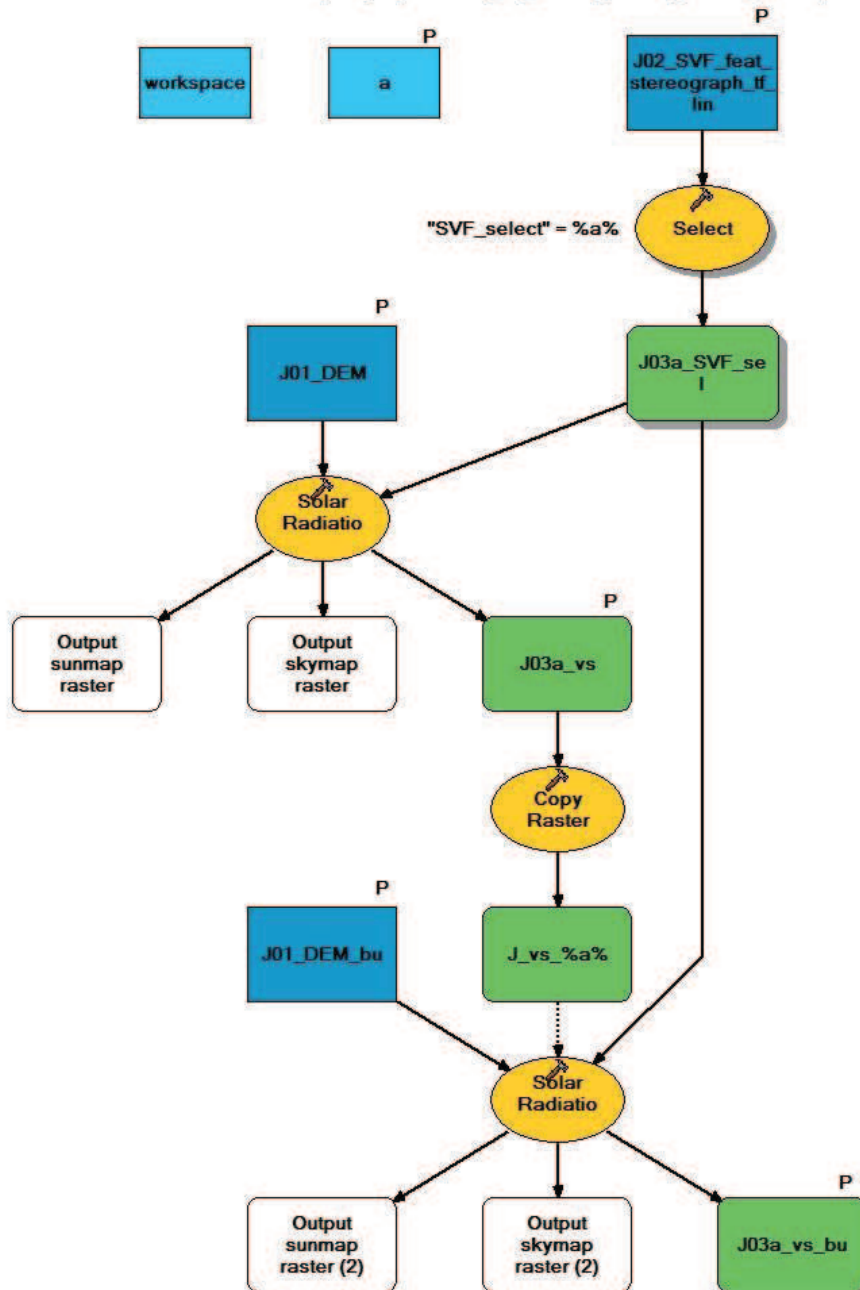 P
P
workspace
a
J02_SVF_feat_
stereograph_tf_
lin
"SVF_select" = %a%
Select
P
J01_DEM
J03a_SVF_se
l
Solar
Radiatio
P
Output
sunmap
raster
Output
skymap
raster
J03a_vs
Copy
Raster
P
J01_DEM_bu
J_vs_%a%
Solar
Radiatio
P
Output
sunmap
raster (2)
Output
skymap
raster (2)
J03a_vs_bu